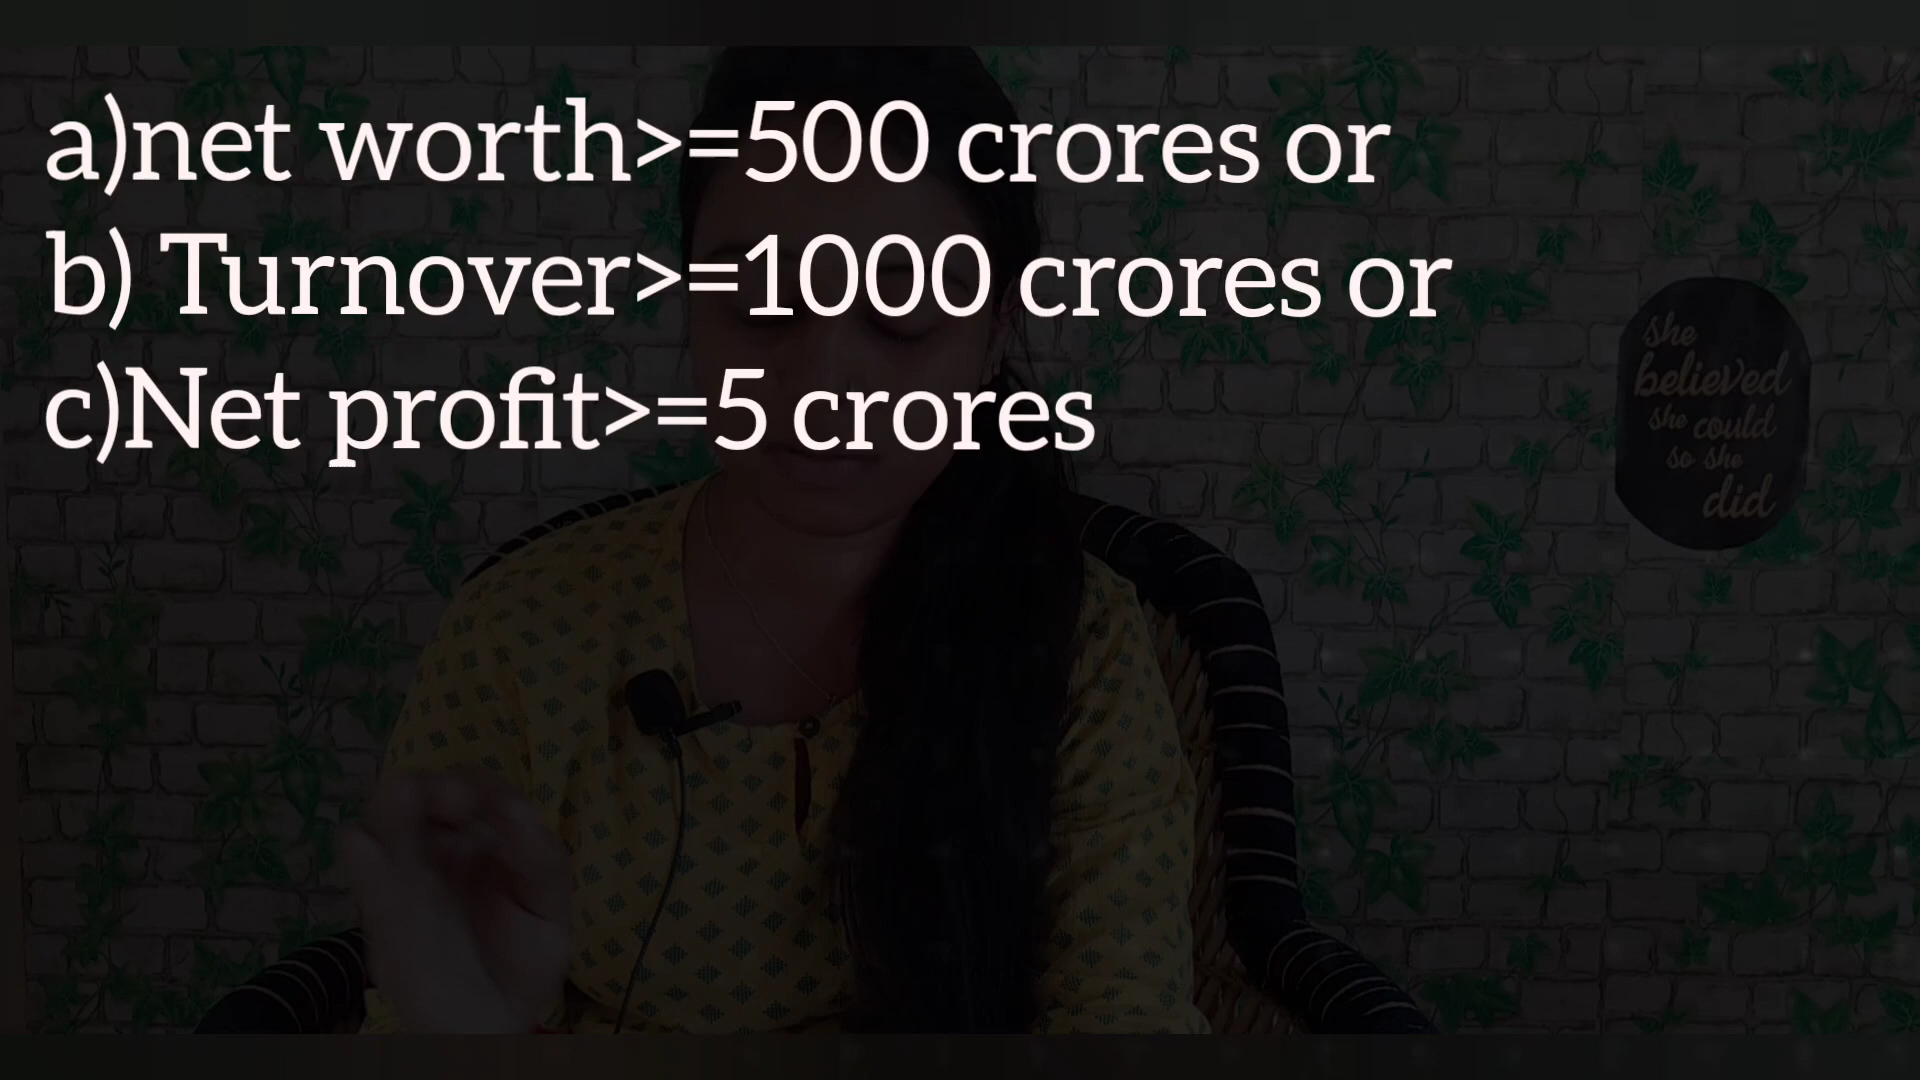 a)net worth>=500 crores or
b) Turnover>=1000 crores or
c)Net profit>=5 crores
she
believed
she could
so she
did